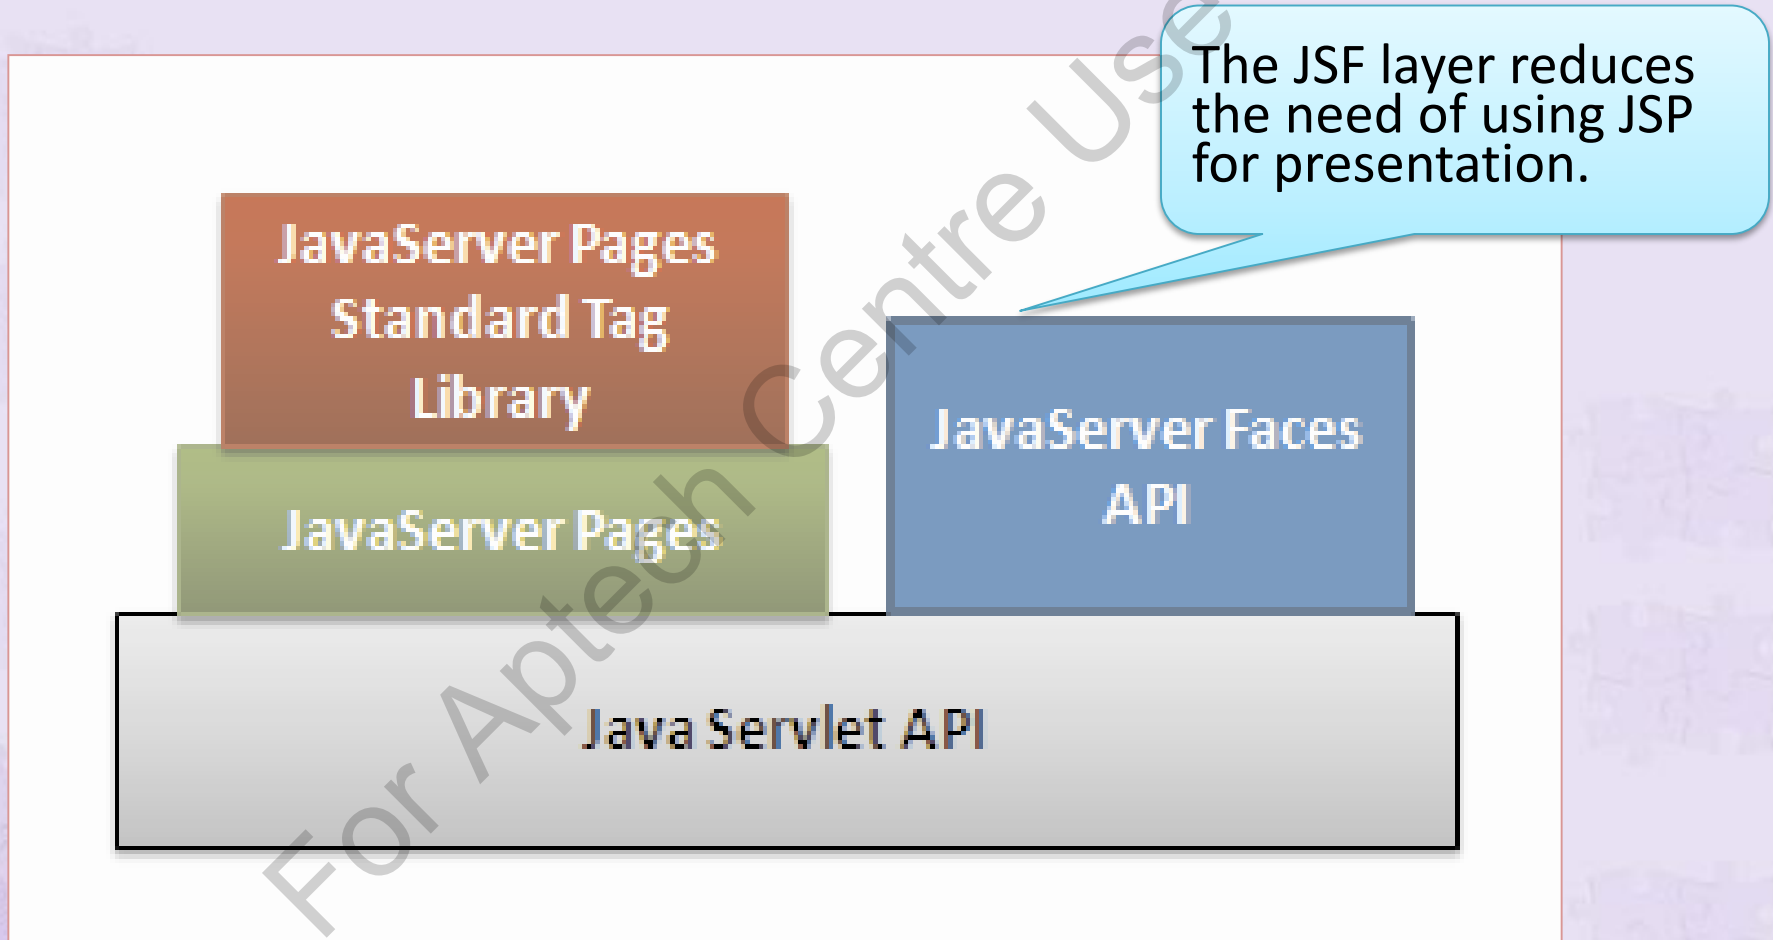 The JSF layer reduces
the need of using JSP
for presentation.
JavaServer Pages
Standard Tag
Library
JavaServer Faces
API
JavaServer Pages
Java Servlet API
For Aptech Centre Use